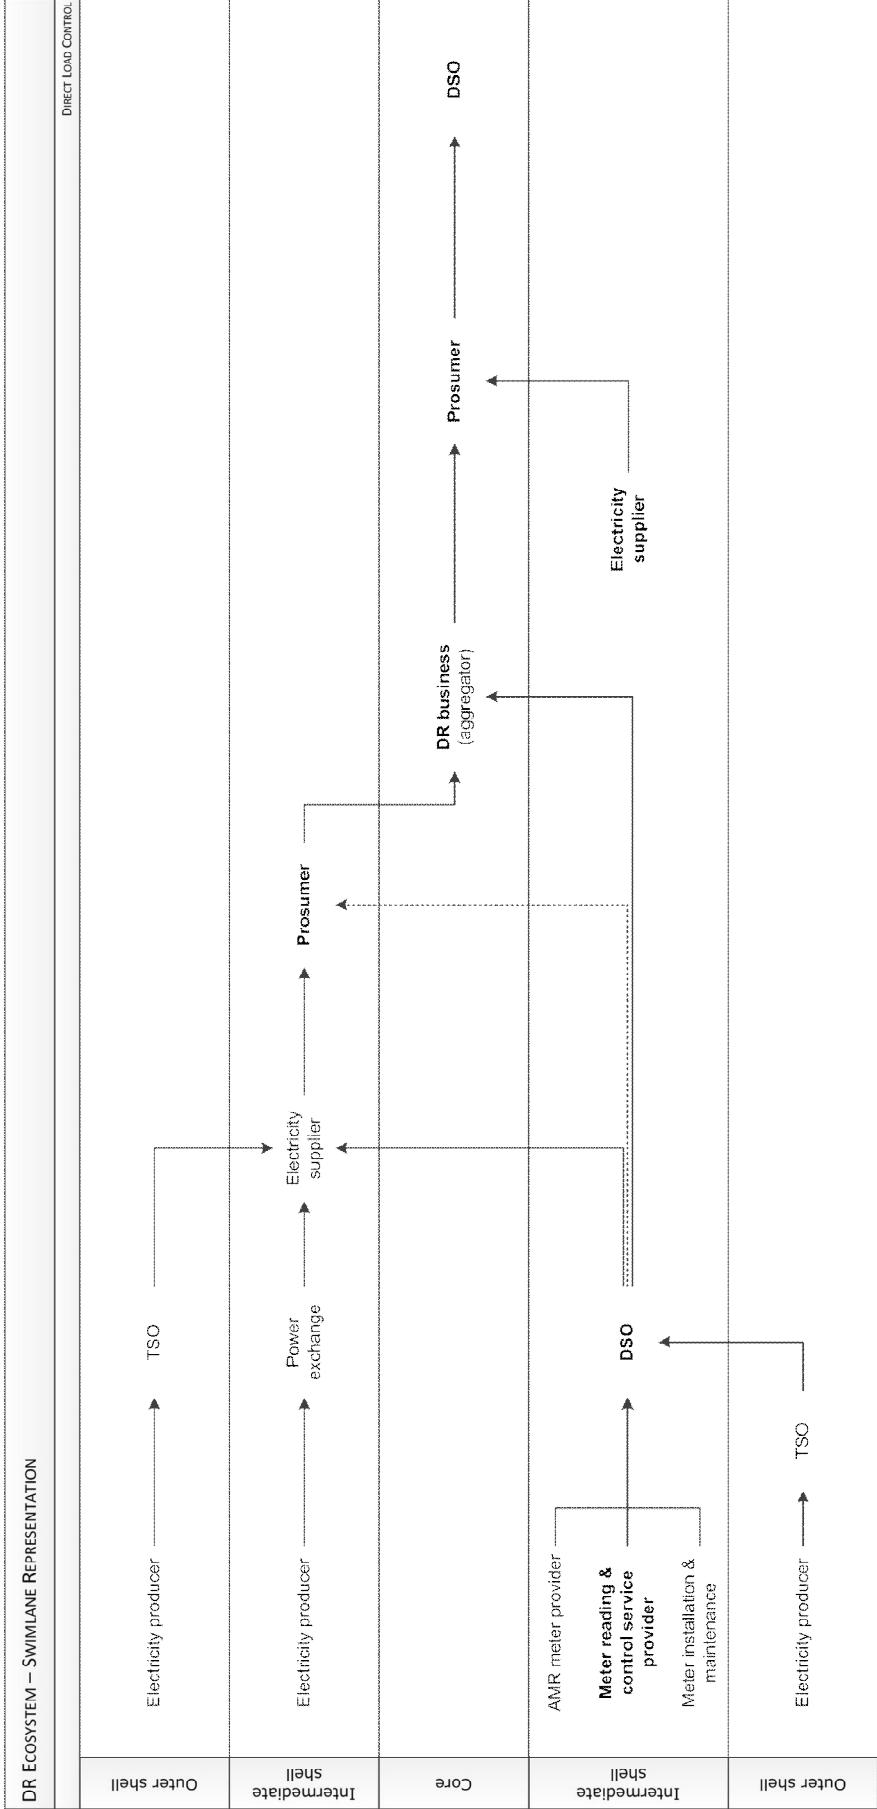 DR ECOSYSTEM – SWIMLANE REPRESENTATION
DIRECT LOAD CONTROL
Outer shell
Electricity producer
TSO
Intermediate
shell
Electricity producer
Power
exchange
Electricity
supplier
Prosumer
Core
DR business
(aggregator)
Prosumer
DSO
Intermediate
shell
AMR meter provider
Meter reading &
control service
provider
Meter installation &
maintenance
DSO
Electricity
supplier
Outer shell
Electricity producer
TSO